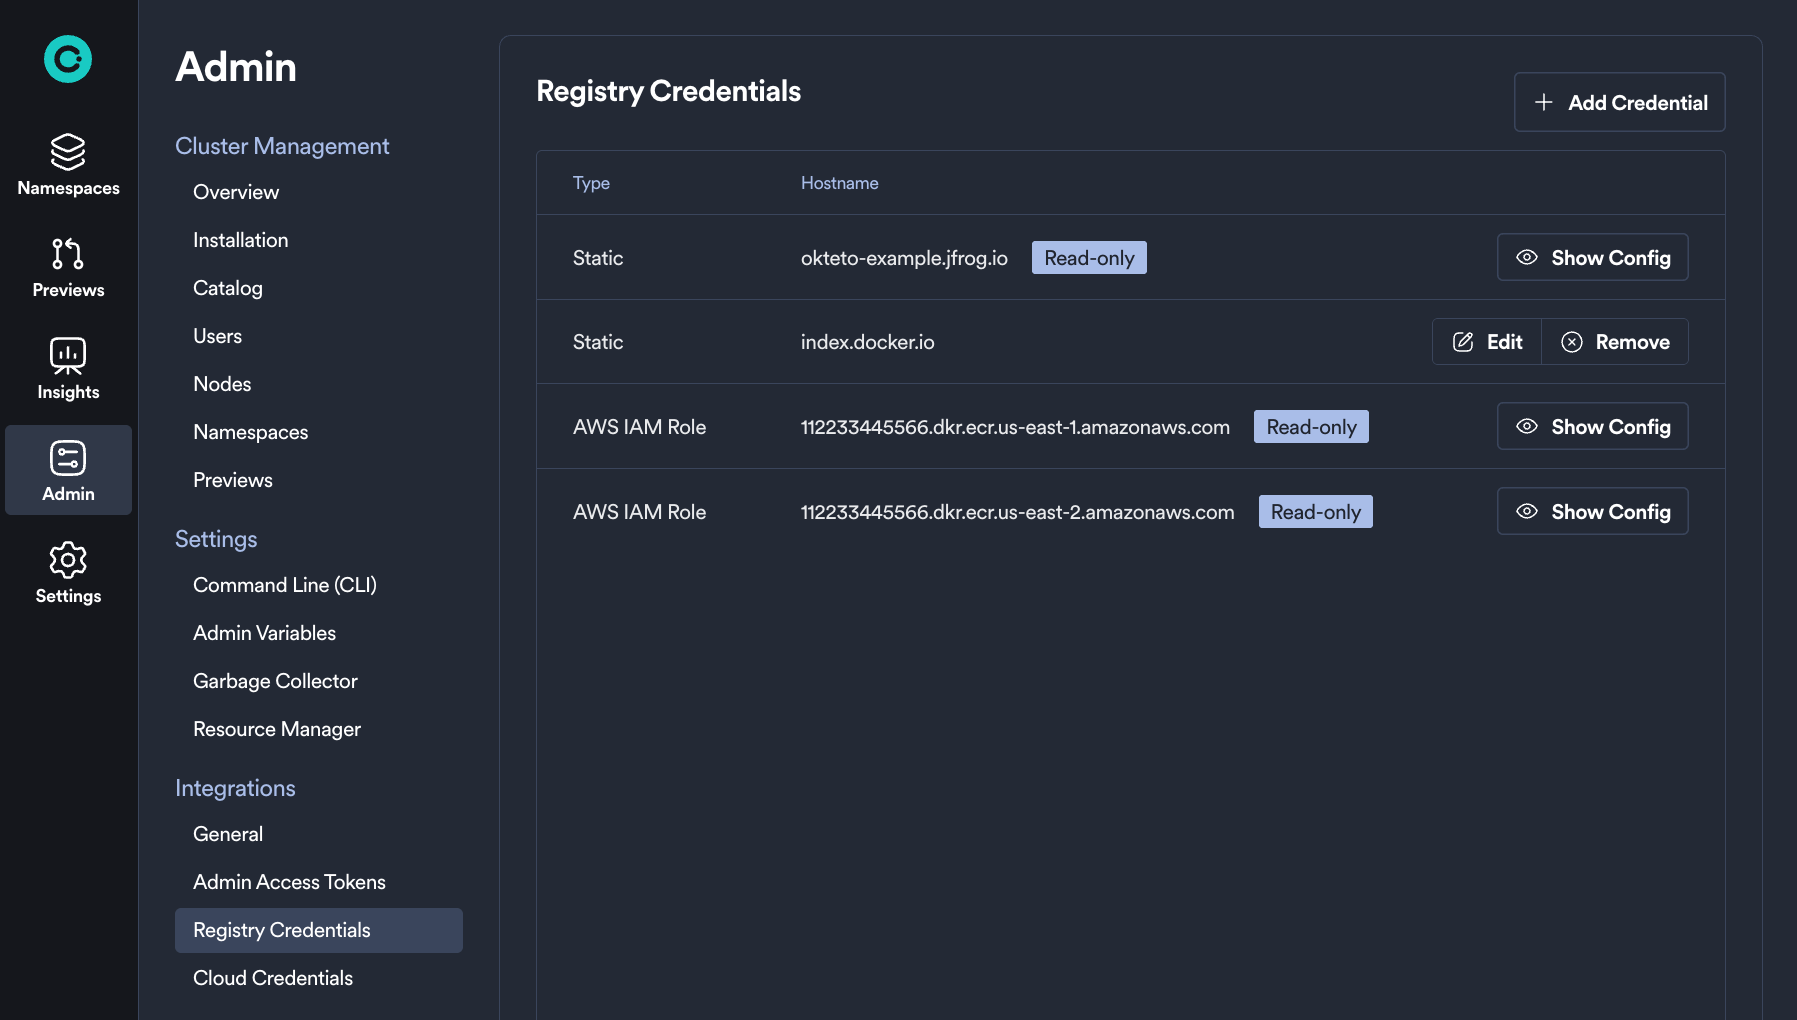 Namespaces
Previews
Insights
Admin
Settings
Admin
Cluster Management
Overview
Installation
Catalog
Users
Nodes
Namespaces
Previews
Settings
Command Line (CLI)
Admin Variables
Garbage Collector
Resource Manager
Integrations
General
Admin Access Tokens
Registry Credentials
Cloud Credentials
Registry Credentials
Add Credential
Type Hostname
Static okteto-example.jfrog.io Read-only Show Config
Static index.docker.io Edit Remove
AWS IAM Role 112233445566.dkr.ecr.us-east-1.amazonaws.com Read-only Show Config
AWS IAM Role 112233445566.dkr.ecr.us-east-2.amazonaws.com Read-only Show Config